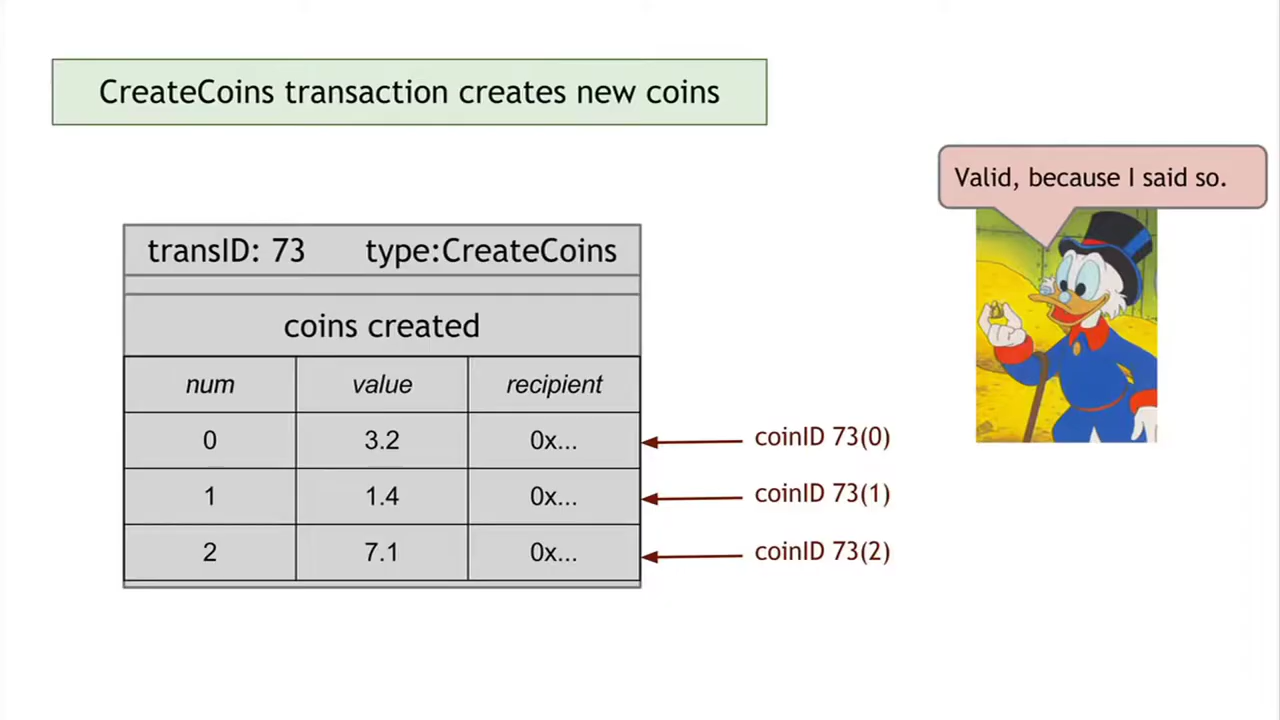 CreateCoins transaction creates new coins
Valid, because I said so.
transID: 73 type:CreateCoins
coins created
num value recipient
0 3.2 0x... coinID 73(0)
1 1.4 0x... coinID 73(1)
2 7.1 0x... coinID 73(2)